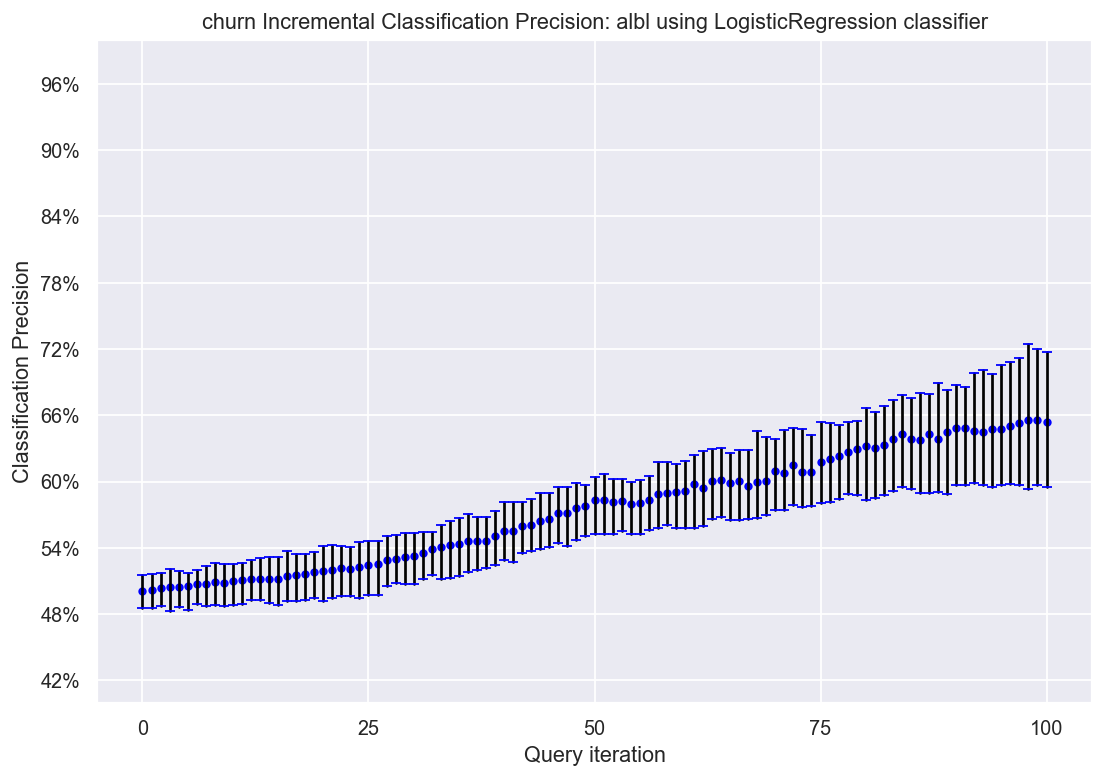 churn Incremental Classification Precision: albl using LogisticRegression classifier
96%
90%
84%
78%
72%
66%
60%
54%
48%
42%
Classification Precision
0 25 50 75 100
Query iteration